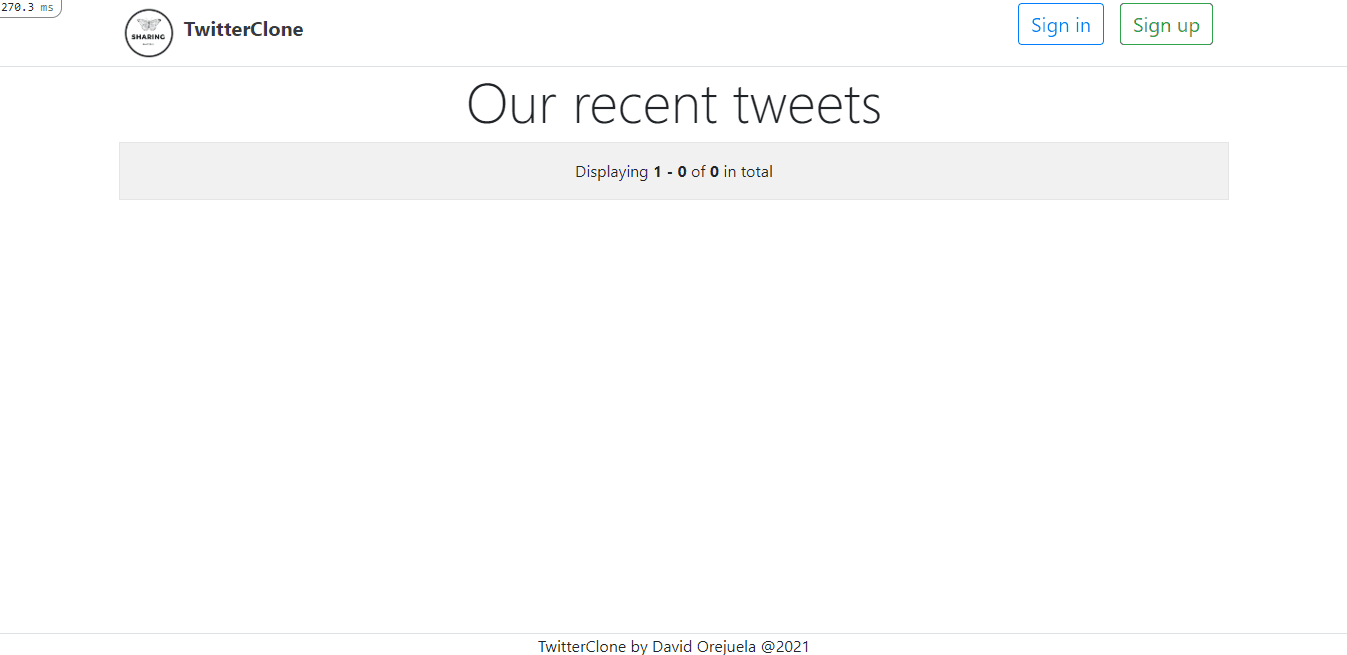 270.3 ms
SHARING
TwitterClone
Sign in
Sign up
Our recent tweets
Displaying 1 - 0 of 0 in total
TwitterClone by David Orejuela @2021